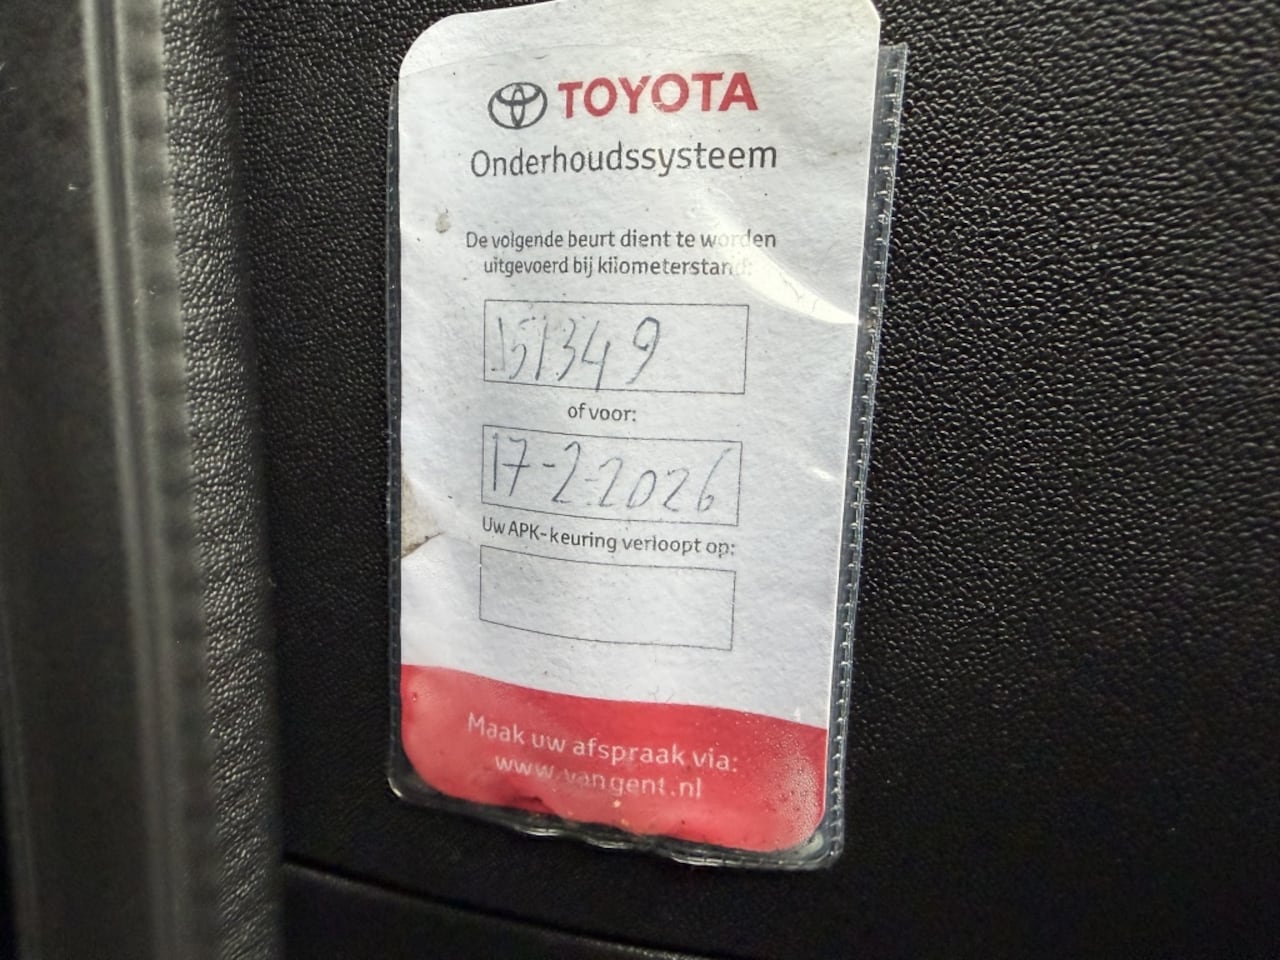 TOYOTA
Onderhoudssysteem
De volgende beurt dient te worden
uitgevoerd bij kilometerstand:
151349
of voor:
17-2-2026
Uw APK-keuring verloopt op:
Maak uw afspraak via:
www.vangent.nl